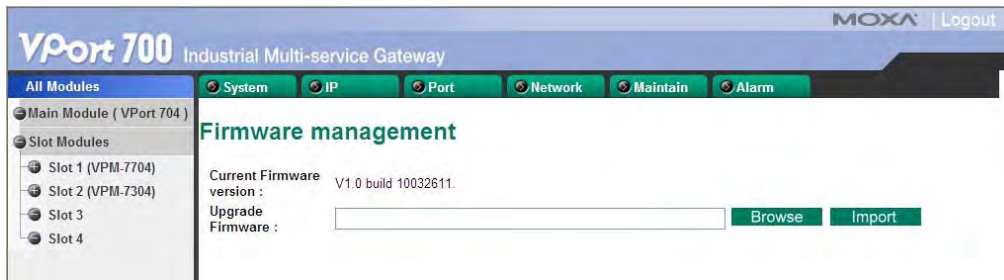 MOXA | Logout
VPort 700 Industrial Multi-service Gateway
All Modules System IP Port Network Maintain Alarm
Main Module ( VPort 704 )
Slot Modules
Slot 1 (VPM-7704)
Slot 2 (VPM-7304)
Slot 3
Slot 4
Firmware management
Current Firmware
version :
V1.0 build 10032611.
Upgrade
Firmware :
Browse Import